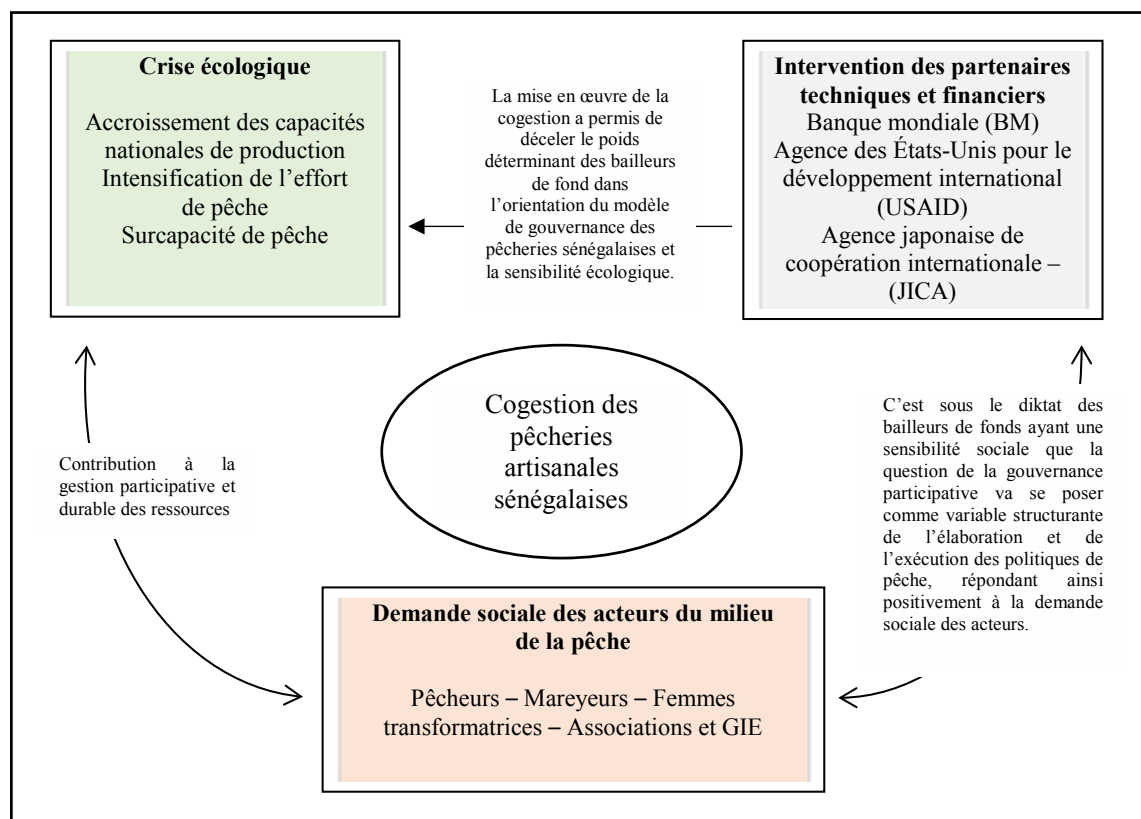 Crise écologique
Accroissement des capacités
nationales de production
Intensification de l’effort
de pêche
Surcapacité de pêche
La mise en œuvre de la
cogestion a permis de
déceler le poids
déterminant des bailleurs
de fond dans
l’orientation du modèle
de gouvernance des
pêcheries sénégalaises et
la sensibilité écologique.
Intervention des partenaires
techniques et financiers
Banque mondiale (BM)
Agence des États-Unis pour le
développement international
(USAID)
Agence japonaise de
coopération internationale –
(JICA)
Cogestion des
pêcheries
artisanales
sénégalaises
Contribution à la
gestion participative et
durable des ressources
C’est sous le diktat des
bailleurs de fonds ayant une
sensibilité sociale que la
question de la gouvernance
participative va se poser
comme variable structurante
de l’élaboration et de
l’exécution des politiques de
pêche, répondant ainsi
positivement à la demande
sociale des acteurs.
Demande sociale des acteurs du milieu
de la pêche
Pêcheurs – Mareyeurs – Femmes
transformatrices – Associations et GIE